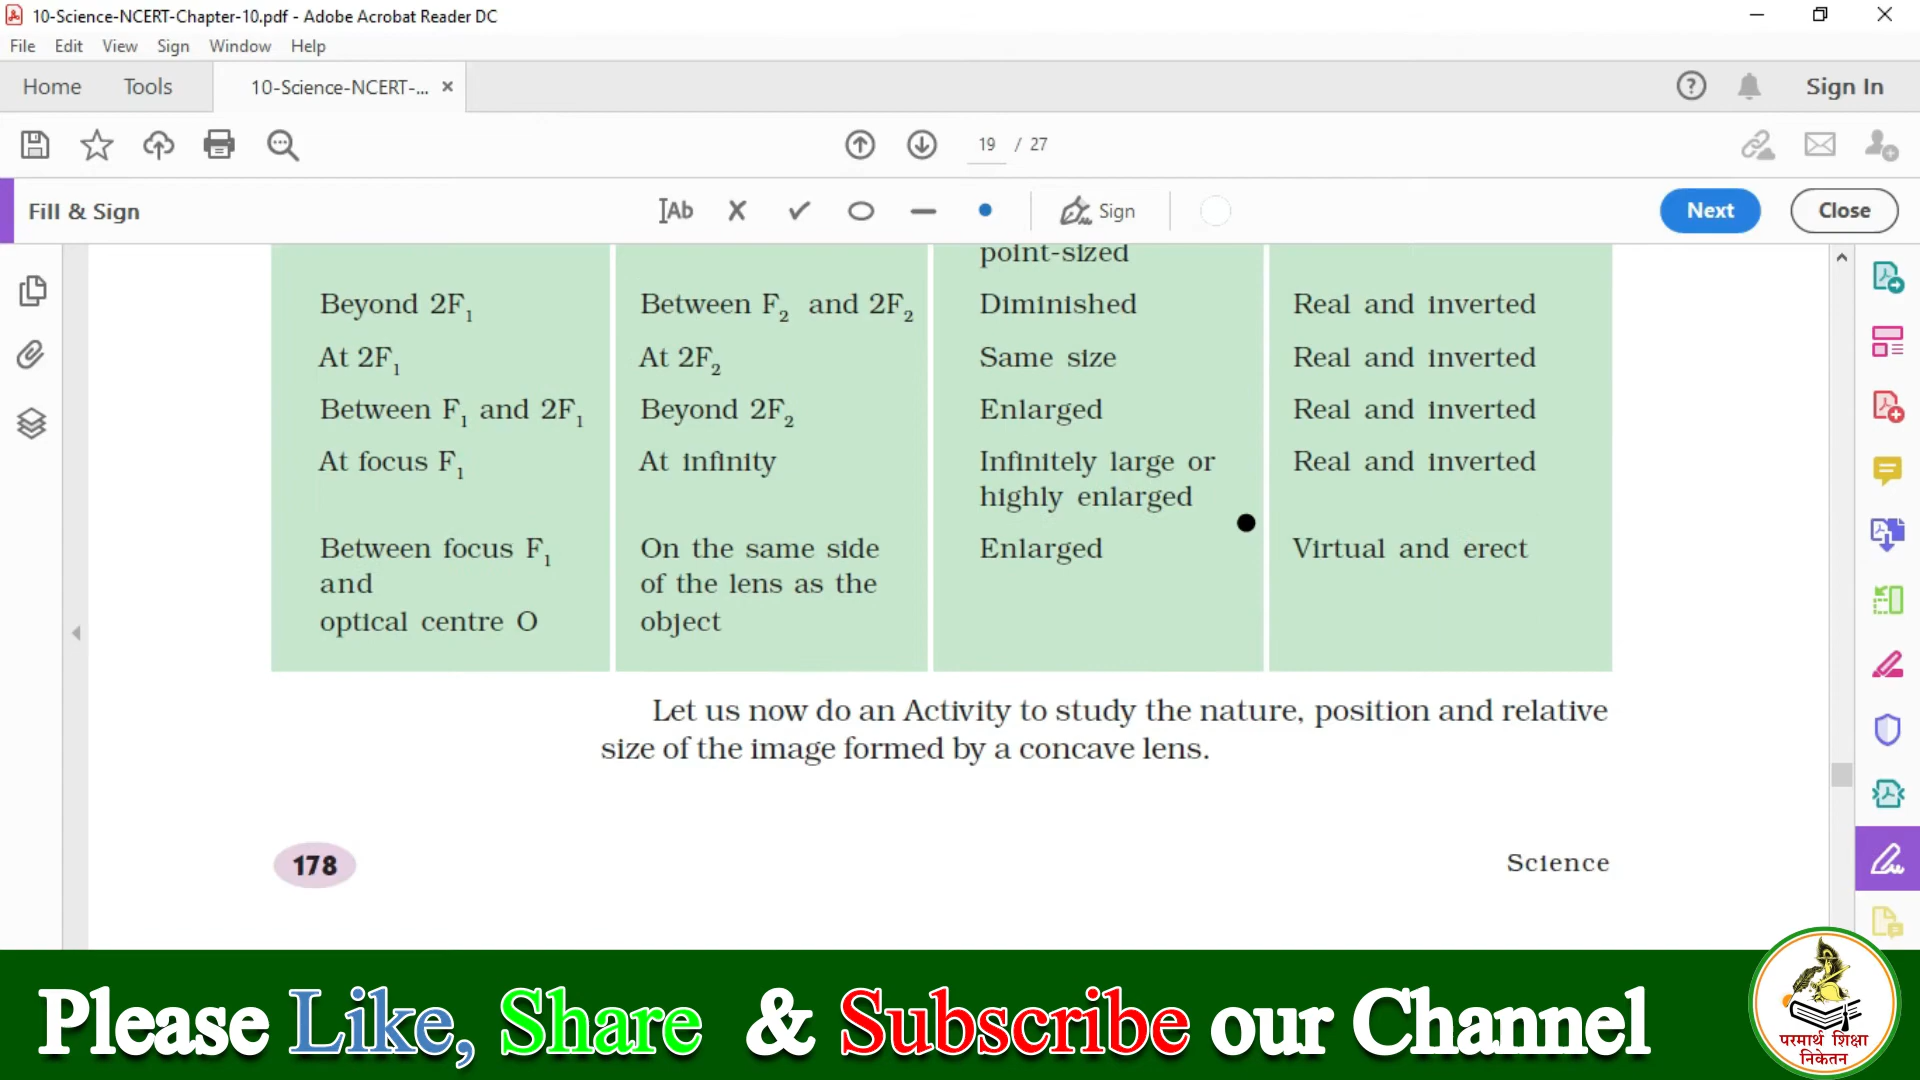 10-Science-NCERT-Chapter-10.pdf - Adobe Acrobat Reader DC
File Edit View Sign Window Help
Home Tools 10-Science-NCERT-... × Sign In
19 / 27
Fill & Sign IAb Sign Next Close
point-sized
Beyond 2F1 Between F2 and 2F2 Diminished Real and inverted
At 2F1 At 2F2 Same size Real and inverted
Between F1 and 2F1 Beyond 2F2 Enlarged Real and inverted
At focus F1 At infinity Infinitely large or Real and inverted
highly enlarged
Between focus F1 On the same side Enlarged Virtual and erect
and of the lens as the
optical centre O object
Let us now do an Activity to study the nature, position and relative
size of the image formed by a concave lens.
178 Science
Please Like, Share & Subscribe our Channel
परमार्थ शिक्षा
निकेतन